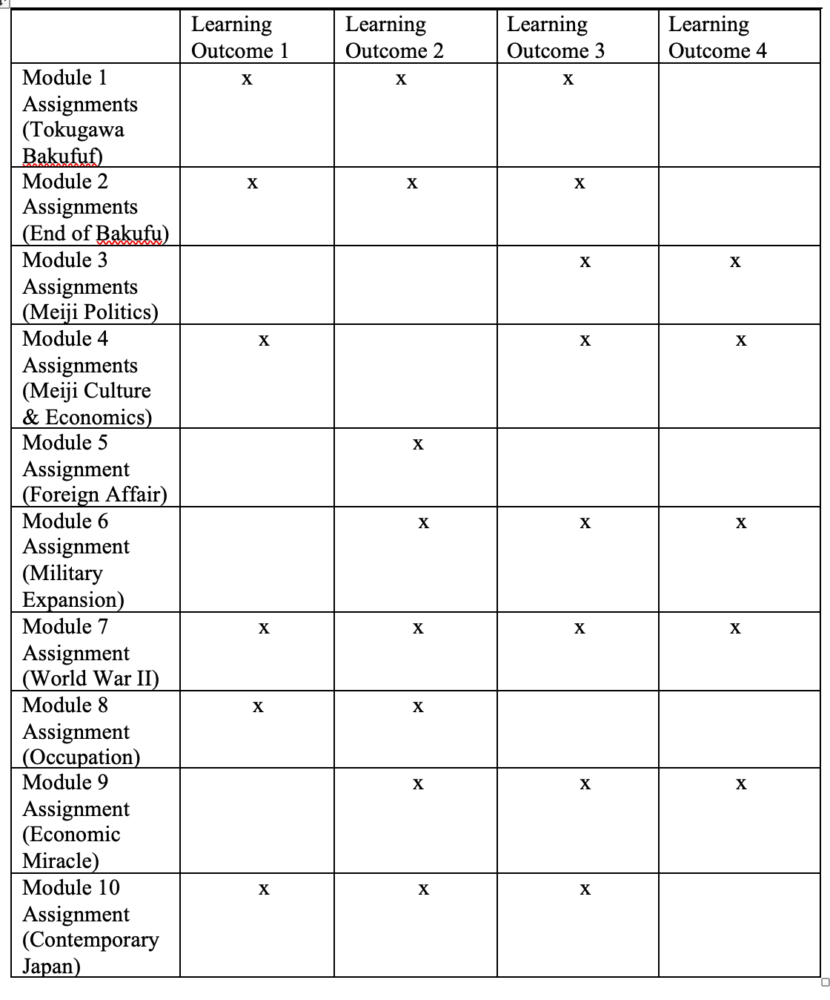 Learning
Outcome 1
Learning
Outcome 2
Learning
Outcome 3
Learning
Outcome 4
Module 1
Assignments
(Tokugawa
Bakufuf)
x
x
x
Module 2
Assignments
(End of Bakufu)
x
x
x
Module 3
Assignments
(Meiji Politics)
x
x
Module 4
Assignments
(Meiji Culture
& Economics)
x
x
x
Module 5
Assignment
(Foreign Affair)
x
Module 6
Assignment
(Military
Expansion)
x
x
x
Module 7
Assignment
(World War II)
x
x
x
x
Module 8
Assignment
(Occupation)
x
x
Module 9
Assignment
(Economic
Miracle)
x
x
x
Module 10
Assignment
(Contemporary
Japan)
x
x
x